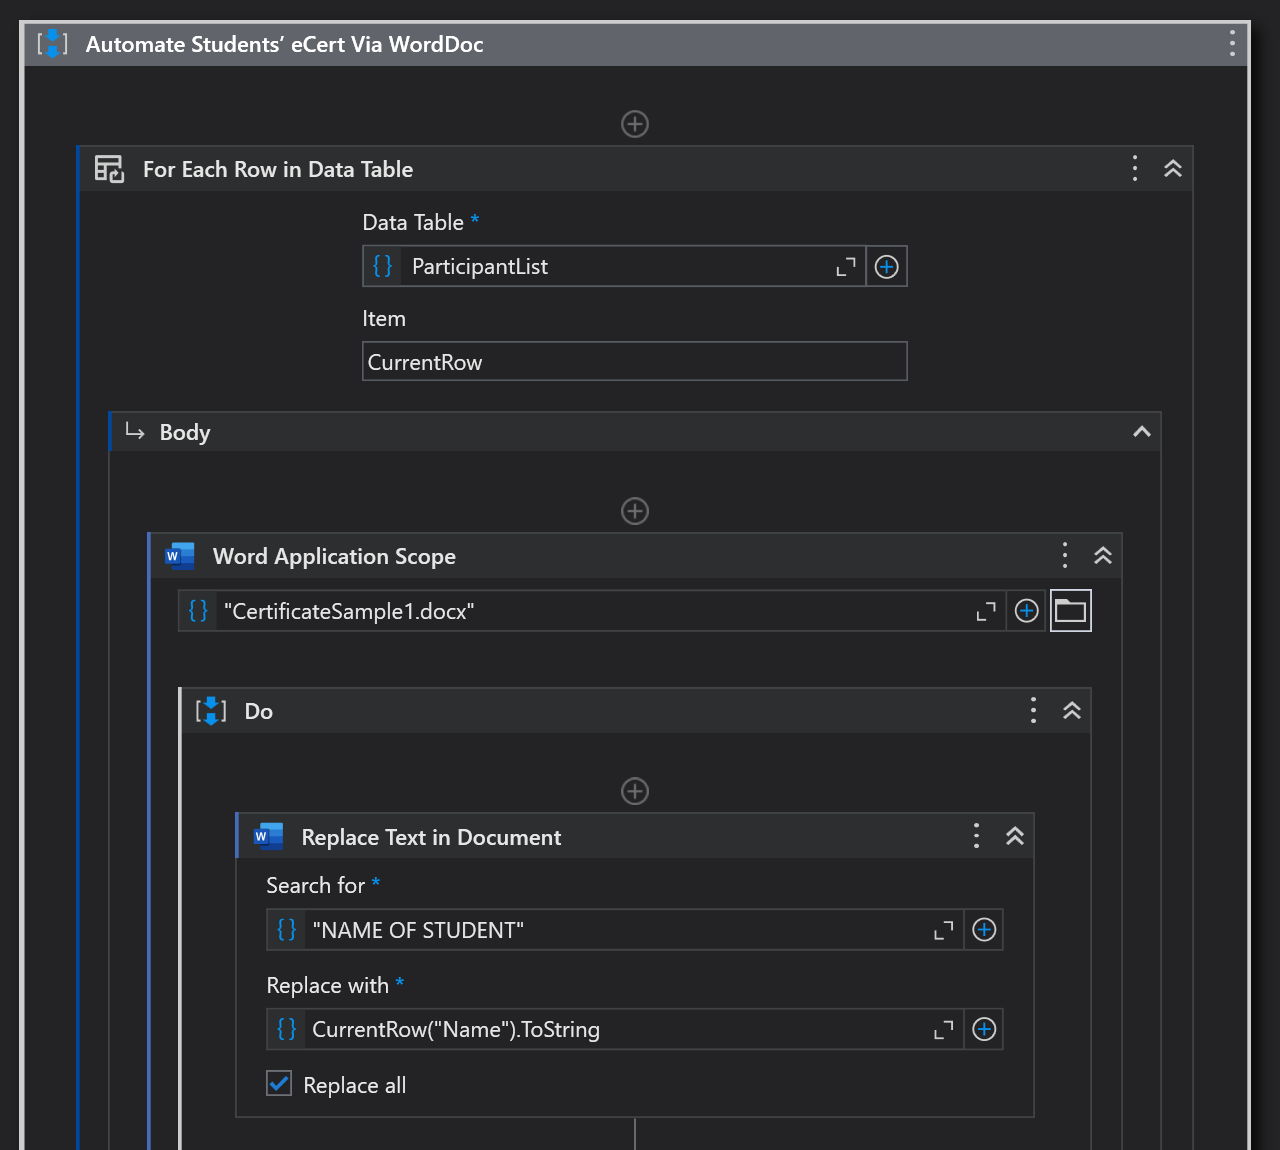 Automate Students’ eCert Via WordDoc
For Each Row in Data Table
Data Table *
{} ParticipantList
Item
CurrentRow
Body
W Word Application Scope
{} "CertificateSample1.docx"
Do
W Replace Text in Document
Search for *
{} "NAME OF STUDENT"
Replace with *
{} CurrentRow("Name").ToString
Replace all